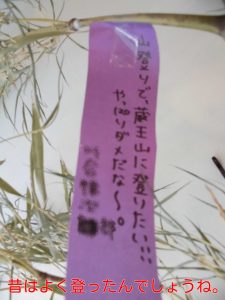 山登りで、蔵王山に登りたい…
やっぱりダメだな〜。
昔はよく登ったんでしょうね。